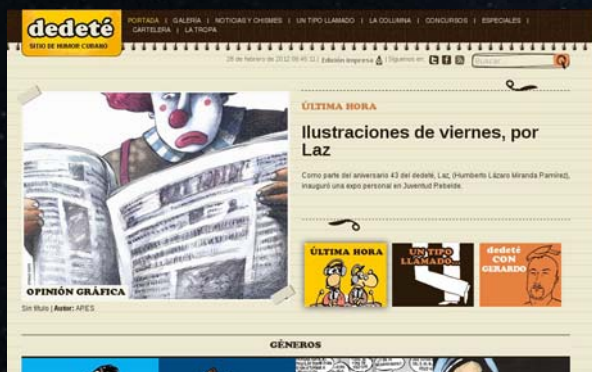 dedeté
SITIO DE HUMOR CUBANO
PORTADA | GALERÍA | NOTICIAS Y CHISMES | UN TIPO LLAMADO | LA COLUMNA | CONCURSOS | ESPECIALES |
CARTELERA | LA TROPA
28 de febrero de 2012 | Edición impresa | Síguenos en:
Buscar
ÚLTIMA HORA
Ilustraciones de viernes, por
Laz
Como parte del aniversario 43 del dedeté, Laz, (Humberto Lázaro Miranda Ramírez),
inauguró una expo personal en Juventud Rebelde.
OPINIÓN GRÁFICA
Sin título | Autor: ARES
ÚLTIMA HORA
UN TIPO
LLAMADO
dedeté
CON
GERARDO
GÉNEROS